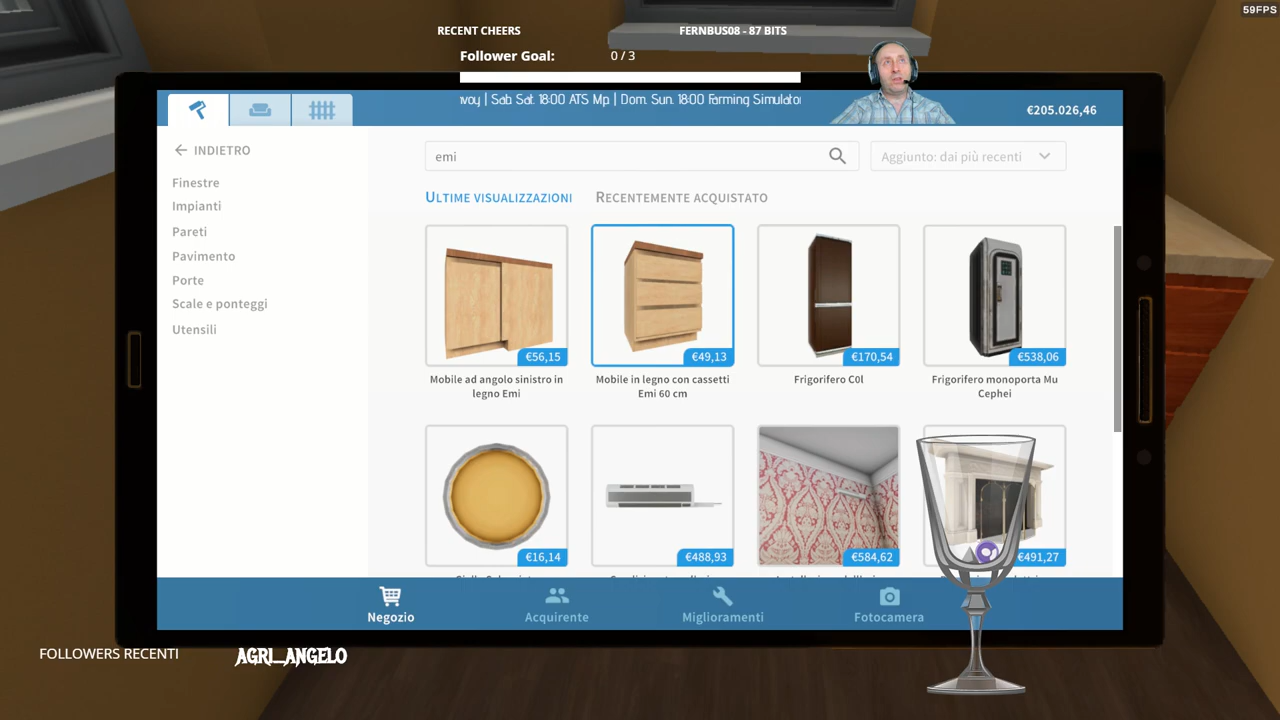 59FPS
RECENT CHEERS
FERNBUS08 - 87 BITS
Follower Goal:
0 / 3
| Sab Sat. 18:00 ATS Mp | Dom. Sun. 18:00 Farming Simulator
€205.026,46
INDIETRO
Finestre
Impianti
Pareti
Pavimento
Porte
Scale e ponteggi
Utensili
emi
Aggiunto: dai più recenti
ULTIME VISUALIZZAZIONI
RECENTEMENTE ACQUISTATO
€56,15
€49,13
€170,54
€538,06
Mobile ad angolo sinistro in
legno Emi
Mobile in legno con cassetti
Emi 60 cm
Frigorifero C0l
Frigorifero monoporta Mu
Cephei
€16,14
€488,93
€584,62
€491,27
Negozio
Acquirente
Miglioramenti
Fotocamera
FOLLOWERS RECENTI
AGRI_ANGELO